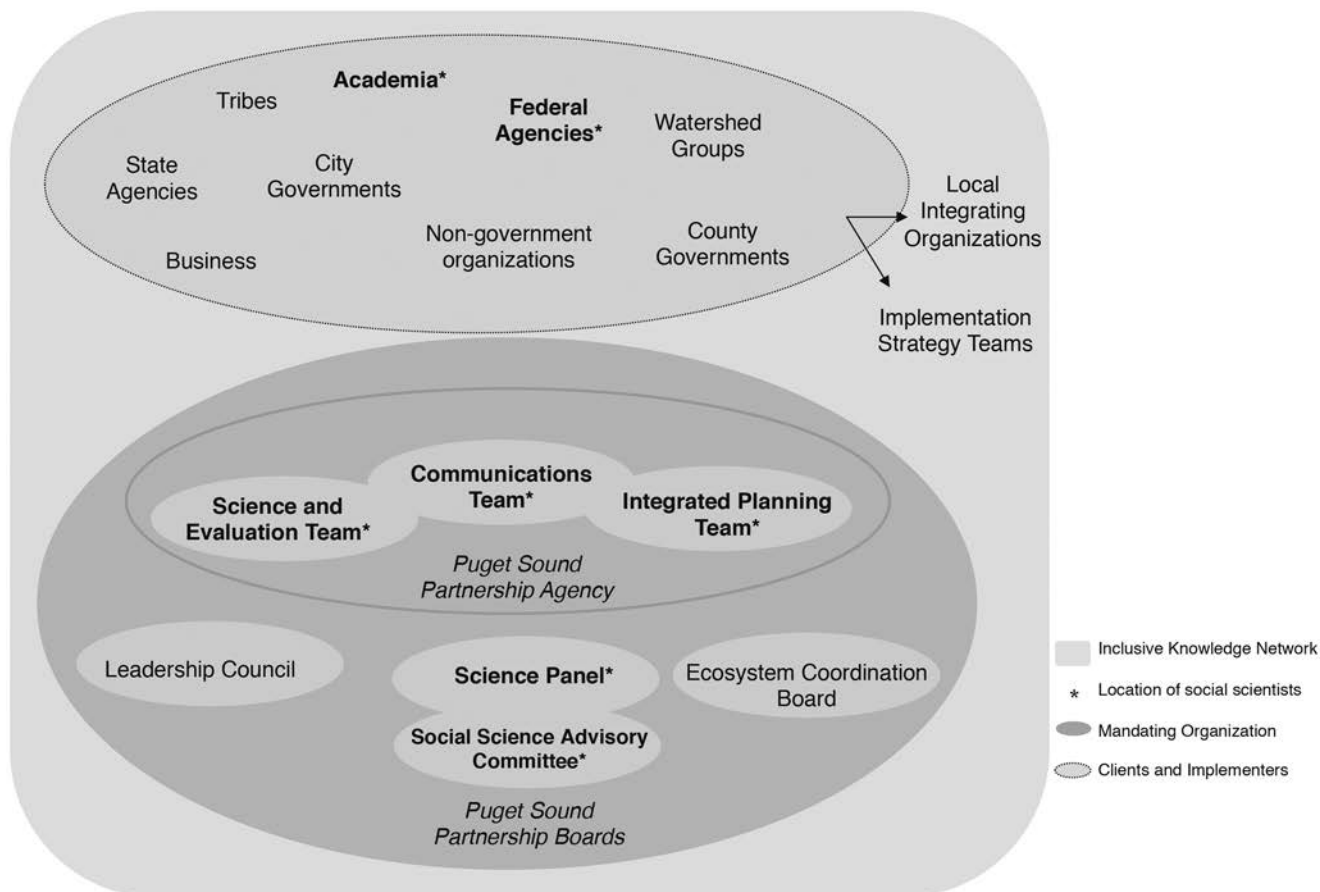 Academia*
Tribes
Federal
Agencies*
Watershed
Groups
State
Agencies
City
Governments
Local
Integrating
Organizations
Non-government
organizations
County
Governments
Business
Implementation
Strategy Teams
Communications
Team*
Science and
Evaluation Team*
Integrated Planning
Team*
Puget Sound
Partnership Agency
Leadership Council
Science Panel*
Ecosystem Coordination
Board
Social Science Advisory
Committee*
Puget Sound
Partnership Boards
Inclusive Knowledge Network
* Location of social scientists
Mandating Organization
Clients and Implementers